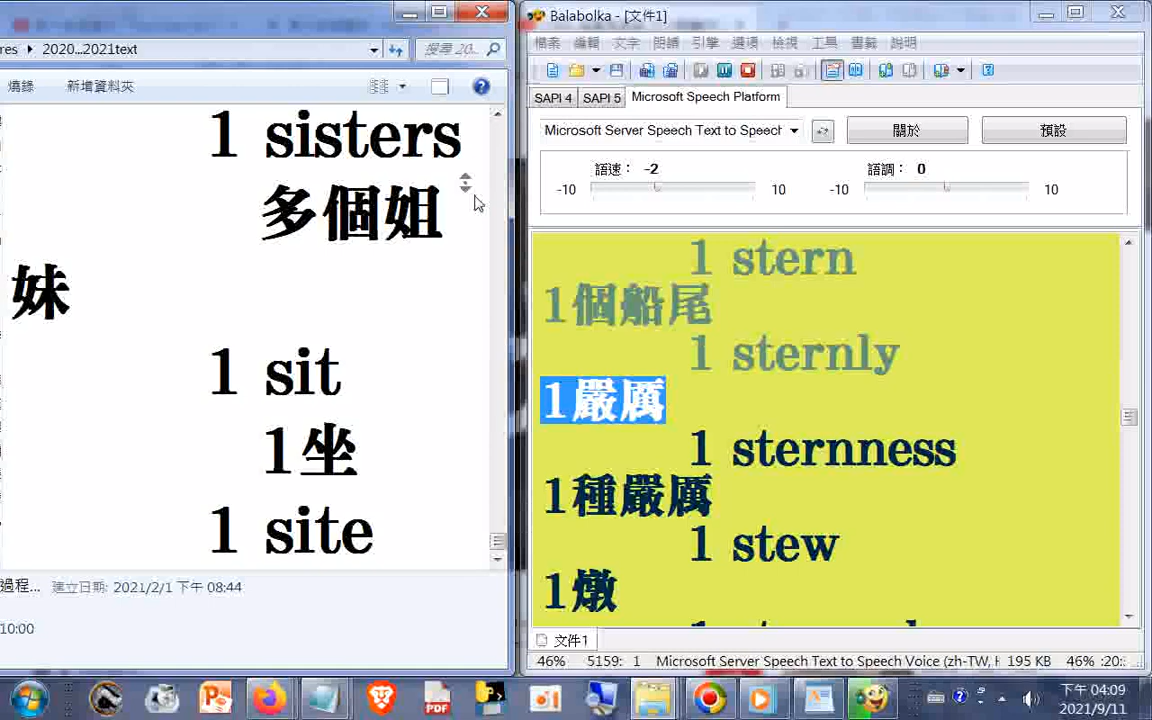 res ▸ 2020...2021text
搜尋 20...
燒錄
新增資料夾
1 sisters
多個姐
妹
1 sit
1坐
1 site
過程...
建立日期: 2021/2/1 下午 08:44
10:00
Balabolka - [文件1]
檔案 編輯 文字 閱讀 引擎 選項 檢視 工具 書籤 說明
SAPI 4 SAPI 5 Microsoft Speech Platform
Microsoft Server Speech Text to Speech
關於
預設
語速： -2
語調： 0
-10 10 -10 10
1 stern
1個船尾
1 sternly
1嚴厲
1 sternness
1種嚴厲
1 stew
1燉
文件1
46% 5159: 1 Microsoft Server Speech Text to Speech Voice (zh-TW, H 195 KB 46% :20:
PDF
下午 04:09
2021/9/11